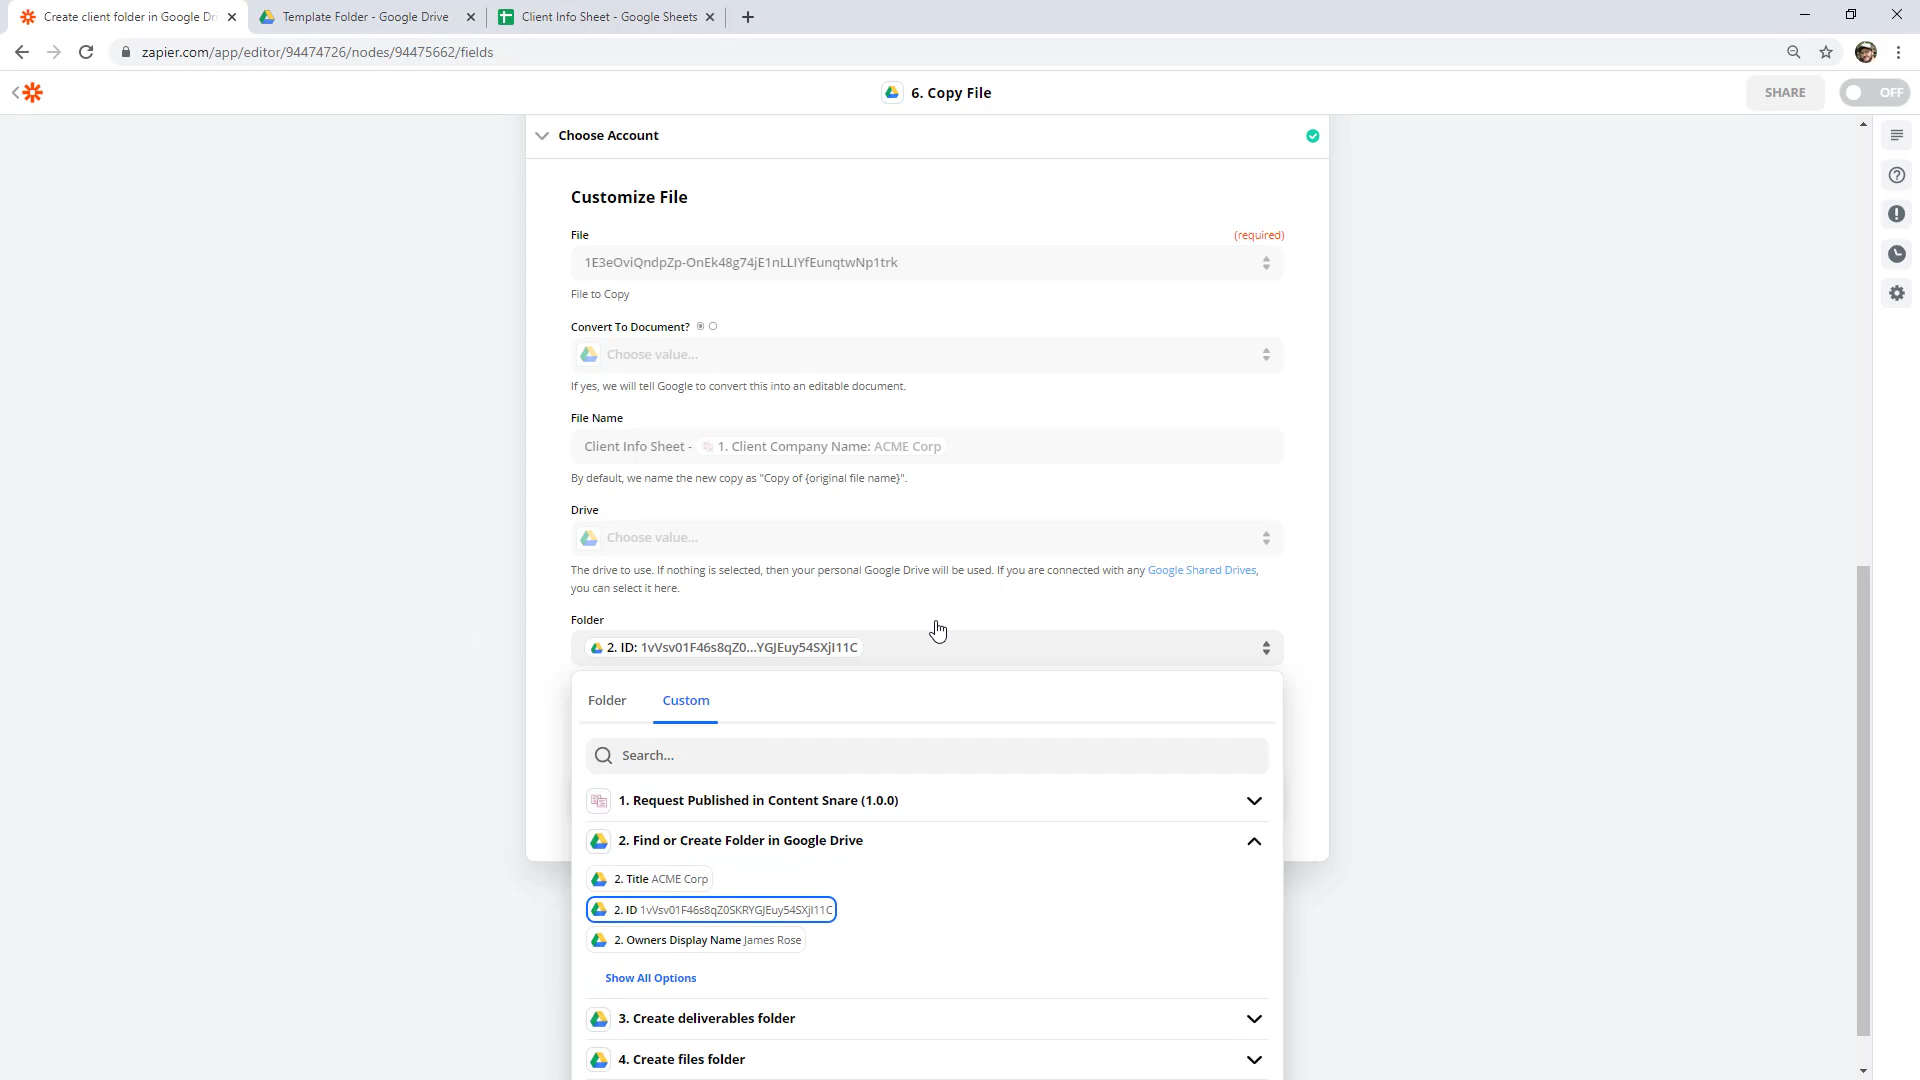 Create client folder in Google Dr
Template Folder - Google Drive
Client Info Sheet - Google Sheets
zapier.com/app/editor/94474726/nodes/94475662/fields
6. Copy File
SHARE
OFF
Choose Account
Customize File
File
(required)
1E3eOviQndpZp-OnEk48g74jE1nLLIYfEunqtwNp1trk
File to Copy
Convert To Document?
Choose value...
If yes, we will tell Google to convert this into an editable document.
File Name
Client Info Sheet - 1. Client Company Name: ACME Corp
By default, we name the new copy as "Copy of {original file name}".
Drive
Choose value...
The drive to use. If nothing is selected, then your personal Google Drive will be used. If you are connected with any Google Shared Drives,
you can select it here.
Folder
2. ID: 1vVsv01F46s8qZ0...YGJEuy54SXjI11C
Folder
Custom
Search...
1. Request Published in Content Snare (1.0.0)
2. Find or Create Folder in Google Drive
2. Title ACME Corp
2. ID 1vVsv01F46s8qZ0SKRYGJEuy54SXjI11C
2. Owners Display Name James Rose
Show All Options
3. Create deliverables folder
4. Create files folder